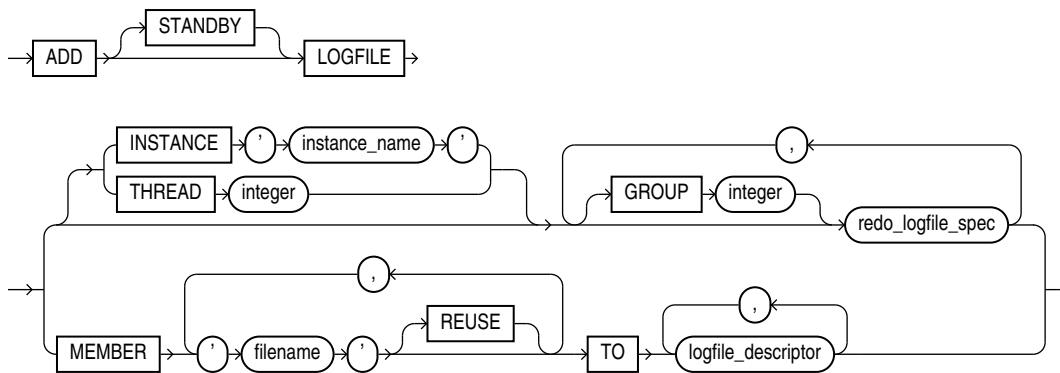 STANDBY
ADD LOGFILE
INSTANCE ' instance_name ' ,
THREAD integer GROUP integer
redo_logfile_spec
, ,
REUSE
MEMBER ' filename ' TO logfile_descriptor